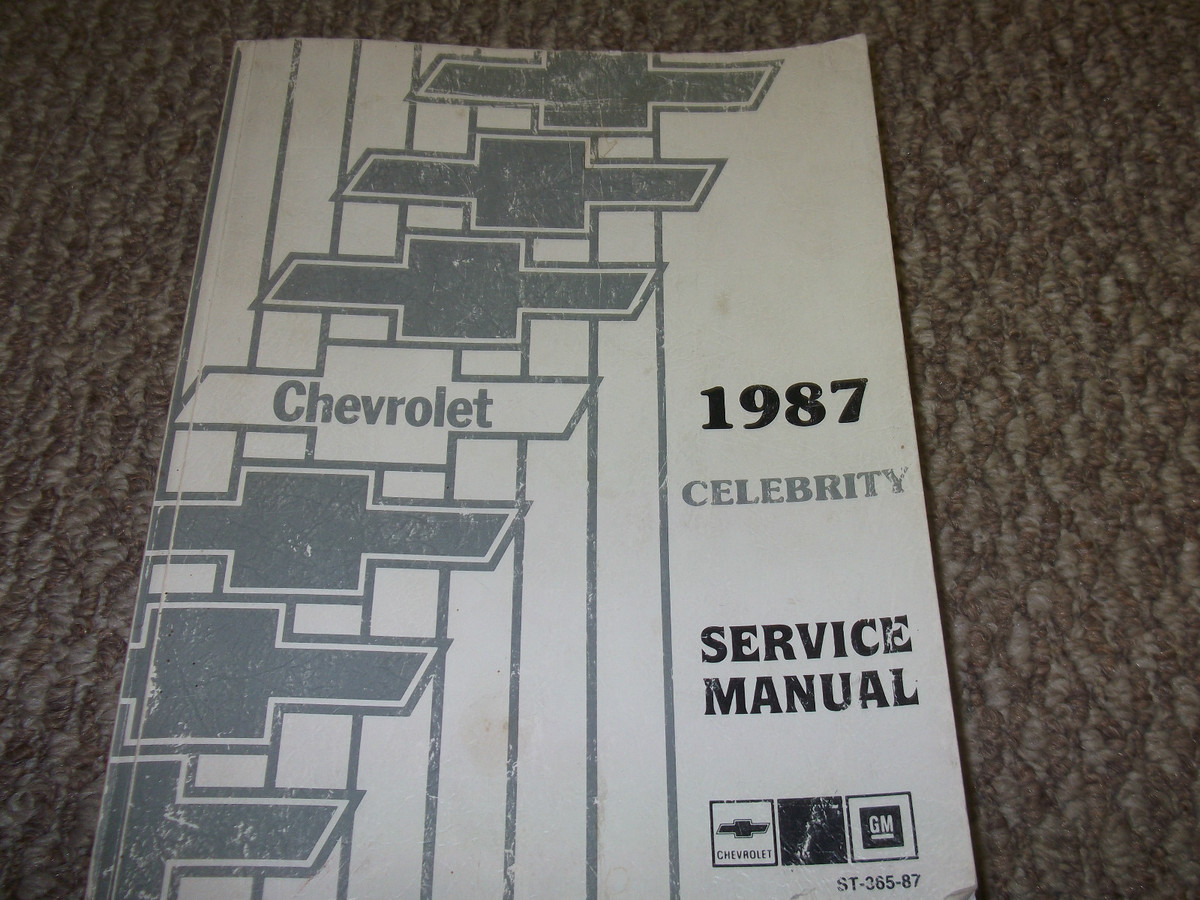 Chevrolet
1987
CELEBRITY
SERVICE
MANUAL
CHEVROLET
GM
ST-365-87